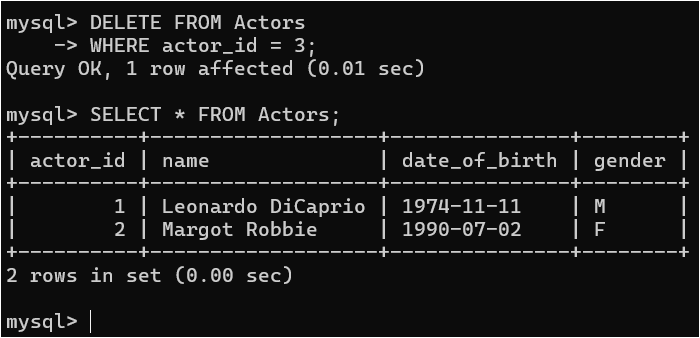 mysql> DELETE FROM Actors
    -> WHERE actor_id = 3;
Query OK, 1 row affected (0.01 sec)

mysql> SELECT * FROM Actors;
+----------+-------------------+---------------+--------+
| actor_id | name              | date_of_birth | gender |
+----------+-------------------+---------------+--------+
|        1 | Leonardo DiCaprio | 1974-11-11    | M      |
|        2 | Margot Robbie     | 1990-07-02    | F      |
+----------+-------------------+---------------+--------+
2 rows in set (0.00 sec)

mysql>